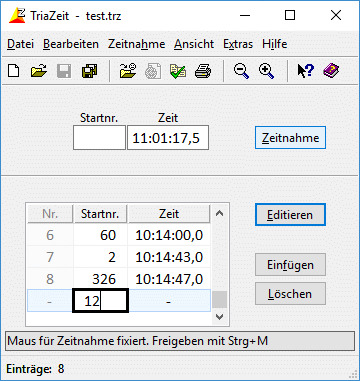 TriaZeit - test.trz
Datei Bearbeiten Zeitnahme Ansicht Extras Hilfe
Startnr. Zeit
11:01:17,5 Zeitnahme
Nr. Startnr. Zeit
6 60 10:14:00,0
7 2 10:14:43,0
8 326 10:14:47,0
- 12 -
Editieren
Einfügen
Löschen
Maus für Zeitnahme fixiert. Freigeben mit Strg+M
Einträge: 8